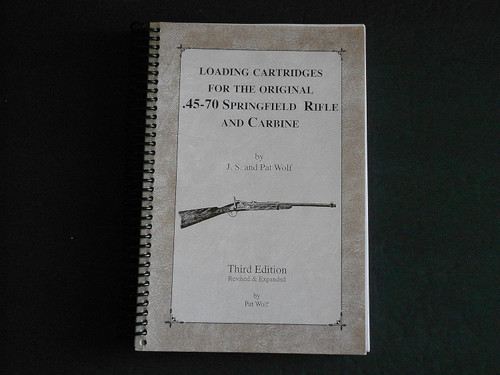 LOADING CARTRIDGES
FOR THE ORIGINAL
.45-70 SPRINGFIELD RIFLE
AND CARBINE
by
J. S. and Pat Wolf
Third Edition
Revised & Expanded
by
Pat Wolf